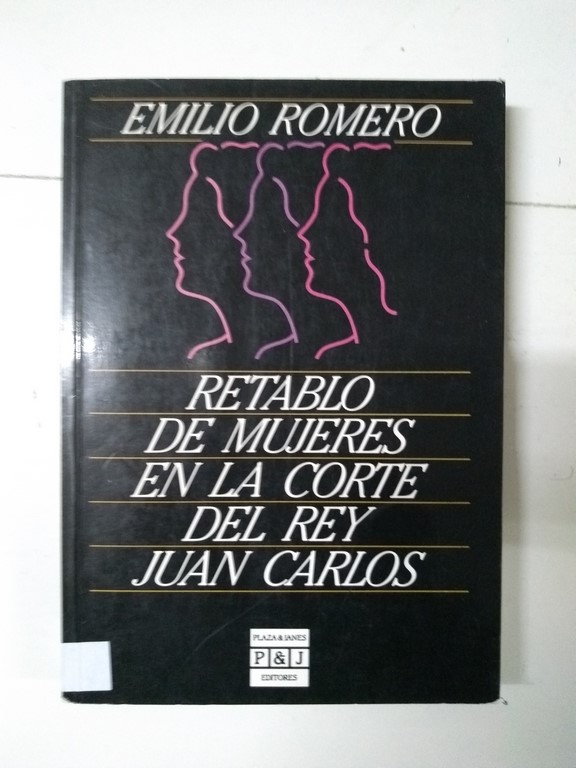 EMILIO ROMERO
RETABLO
DE MUJERES
EN LA CORTE
DEL REY
JUAN CARLOS
PLAZA & JANES
P & J
EDITORES